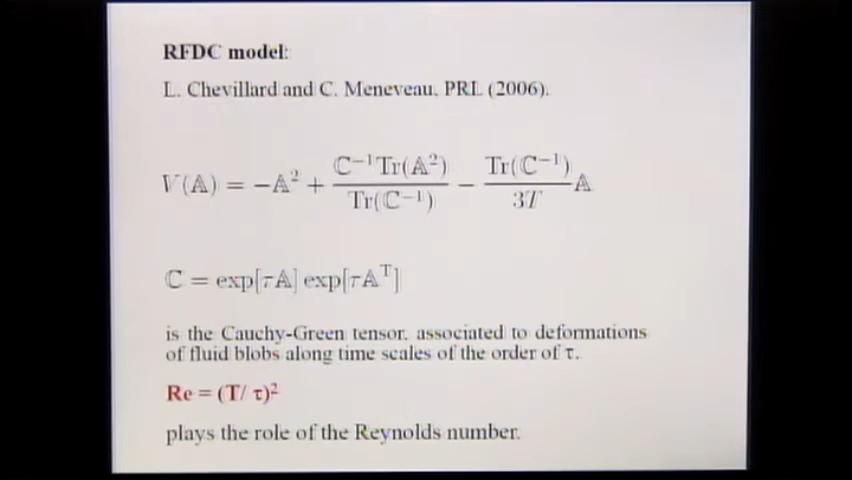 RFDC model:
L. Chevillard and C. Meneveau, PRL (2006).
V(𝔸) = −𝔸² + ℂ⁻¹Tr(𝔸²)/Tr(ℂ⁻¹) − Tr(ℂ⁻¹)/3T 𝔸
ℂ = exp[τ𝔸] exp[τ𝔸ᵀ]
is the Cauchy-Green tensor, associated to deformations
of fluid blobs along time scales of the order of τ.
Re = (T/ τ)²
plays the role of the Reynolds number.